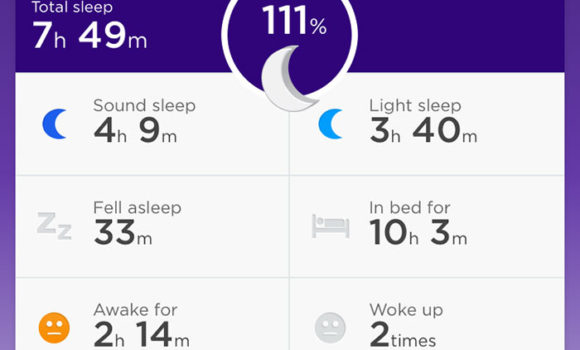 Total sleep
7h 49m
111%
Sound sleep
4h 9m
Light sleep
3h 40m
Fell asleep
33m
In bed for
10h 3m
Awake for
2h 14m
Woke up
2times